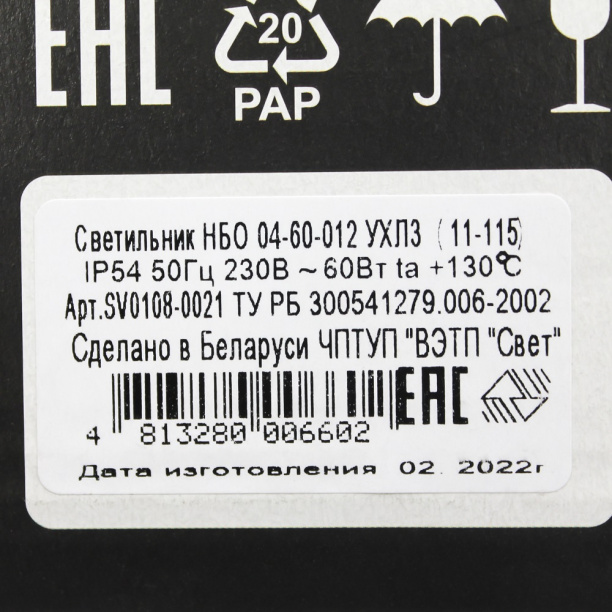 EAC
20
PAP
Светильник НБО 04-60-012 УХЛ3 (11-115)
IP54 50Гц 230В ~ 60Вт ta +130℃
Арт.SV0108-0021 ТУ РБ 300541279.006-2002
Сделано в Беларуси ЧПТУП "ВЭТП "Свет"
EAC
4 813280 006602
Дата изготовления 02. 2022г